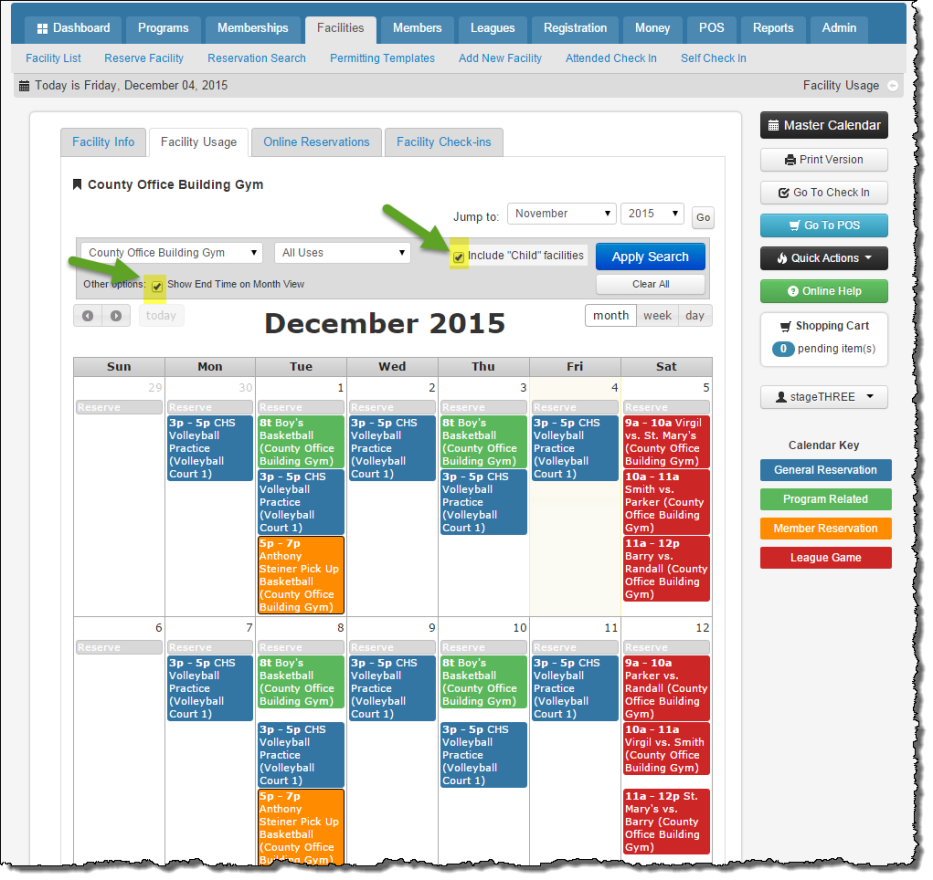 Dashboard Programs Memberships Facilities Members Leagues Registration Money POS Reports Admin
Facility List Reserve Facility Reservation Search Permitting Templates Add New Facility Attended Check In Self Check In
Today is Friday, December 04, 2015 Facility Usage
Facility Info Facility Usage Online Reservations Facility Check-ins
County Office Building Gym
Jump to: November 2015 Go
County Office Building Gym All Uses Include "Child" facilities Apply Search
Other options: Show End Time on Month View Clear All
today December 2015 month week day
Sun Mon Tue Wed Thu Fri Sat
29 30 1 2 3 4 5
Reserve Reserve Reserve Reserve Reserve Reserve Reserve
3p - 5p CHS
Volleyball
Practice
(Volleyball
Court 1)
8t Boy's
Basketball
(County Office
Building Gym)
3p - 5p CHS
Volleyball
Practice
(Volleyball
Court 1)
5p - 7p
Anthony
Steiner Pick Up
Basketball
(County Office
Building Gym)
3p - 5p CHS
Volleyball
Practice
(Volleyball
Court 1)
8t Boy's
Basketball
(County Office
Building Gym)
3p - 5p CHS
Volleyball
Practice
(Volleyball
Court 1)
3p - 5p CHS
Volleyball
Practice
(Volleyball
Court 1)
9a - 10a Virgil
vs. St. Mary's
(County Office
Building Gym)
10a - 11a
Smith vs.
Parker (County
Office Building
Gym)
11a - 12p
Barry vs.
Randall (County
Office Building
Gym)
6 7 8 9 10 11 12
Reserve Reserve Reserve Reserve Reserve Reserve Reserve
3p - 5p CHS
Volleyball
Practice
(Volleyball
Court 1)
8t Boy's
Basketball
(County Office
Building Gym)
3p - 5p CHS
Volleyball
Practice
(Volleyball
Court 1)
5p - 7p
Anthony
Steiner Pick Up
Basketball
(County Office
Building Gym)
3p - 5p CHS
Volleyball
Practice
(Volleyball
Court 1)
8t Boy's
Basketball
(County Office
Building Gym)
3p - 5p CHS
Volleyball
Practice
(Volleyball
Court 1)
3p - 5p CHS
Volleyball
Practice
(Volleyball
Court 1)
9a - 10a
Parker vs.
Randall (County
Office Building
Gym)
10a - 11a
Virgil vs. Smith
(County Office
Building Gym)
11a - 12p St.
Mary's vs.
Barry (County
Office Building
Gym)
Master Calendar
Print Version
Go To Check In
Go To POS
Quick Actions
Online Help
Shopping Cart
0 pending item(s)
stageTHREE
Calendar Key
General Reservation
Program Related
Member Reservation
League Game